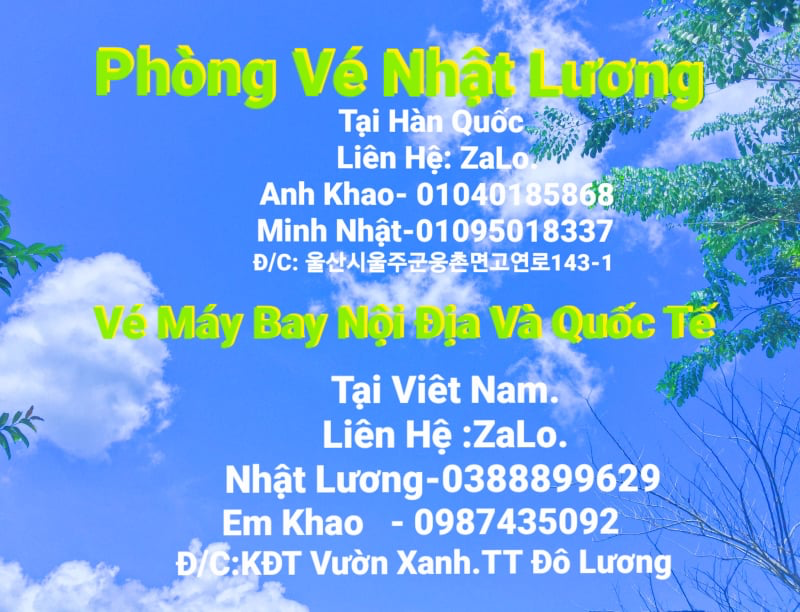 Phòng Vé Nhật Lương
Tại Hàn Quốc
Liên Hệ: ZaLo.
Anh Khao- 01040185868
Minh Nhật-01095018337
Đ/C: 울산시울주군웅촌면고연로143-1
Vé Máy Bay Nội Địa Và Quốc Tế
Tại Viêt Nam.
Liên Hệ :ZaLo.
Nhật Lương-0388899629
Em Khao - 0987435092
Đ/C:KĐT Vườn Xanh.TT Đô Lương